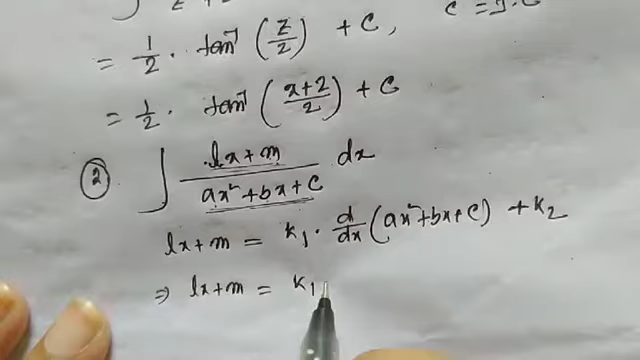 = 1/2 · tan⁻¹ (z/2) + C,
= 1/2 · tan⁻¹ (x+2/2) + C
② ∫ lx+m / ax²+bx+c dx
lx+m = k₁ · d/dx (ax²+bx+c) + k₂
⇒ lx+m = k₁